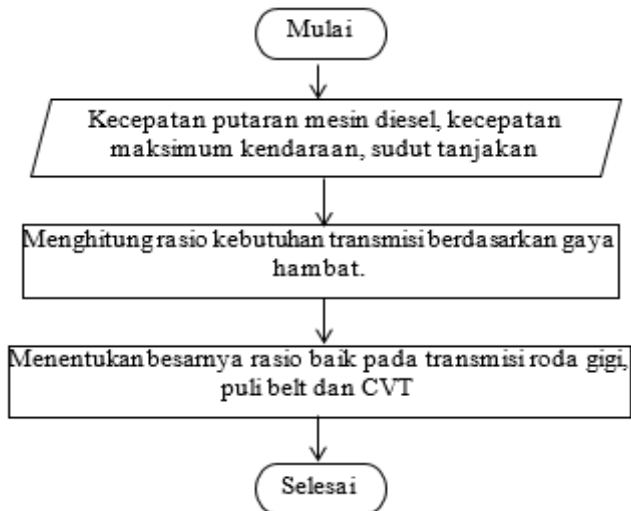 Mulai
Kecepatan putaran mesin diesel, kecepatan
maksimum kendaraan, sudut tanjakan
Menghitung rasio kebutuhan transmisi berdasarkan gaya
hambat.
Menentukan besarnya rasio baik pada transmisi roda gigi,
puli belt dan CVT
Selesai